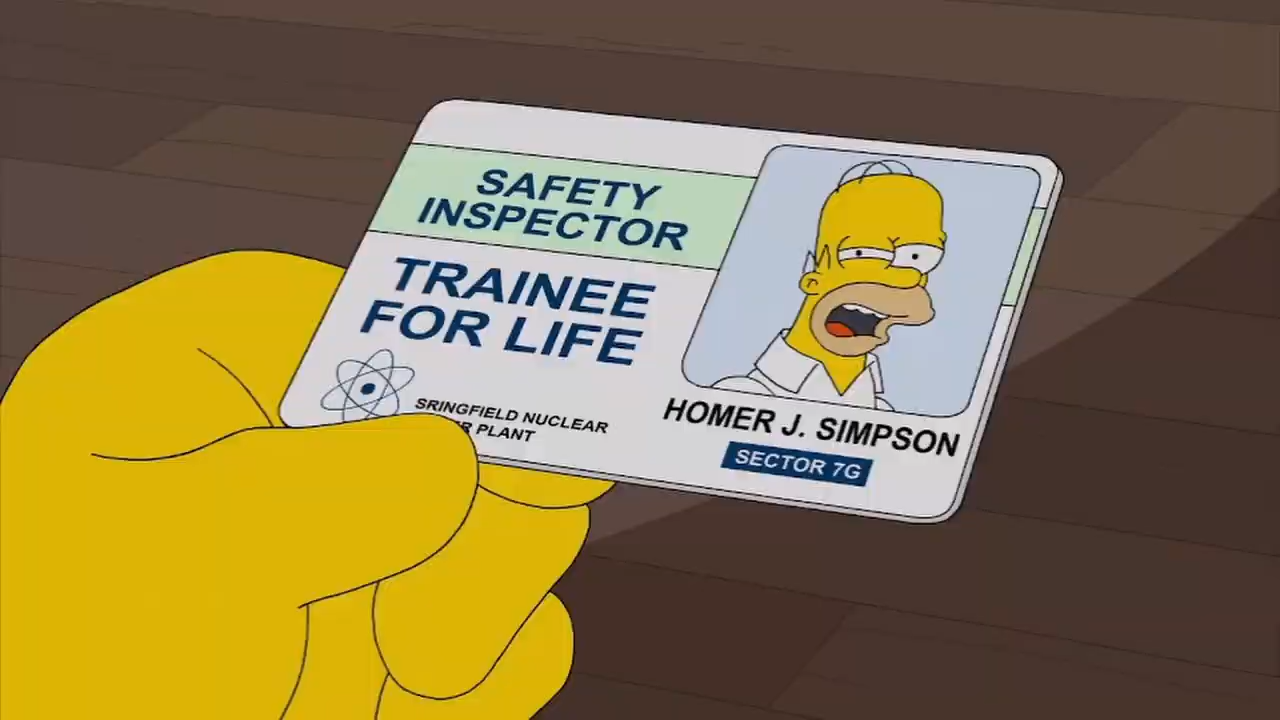 SAFETY
INSPECTOR
TRAINEE
FOR LIFE
SRINGFIELD NUCLEAR
PLANT
HOMER J. SIMPSON
SECTOR 7G